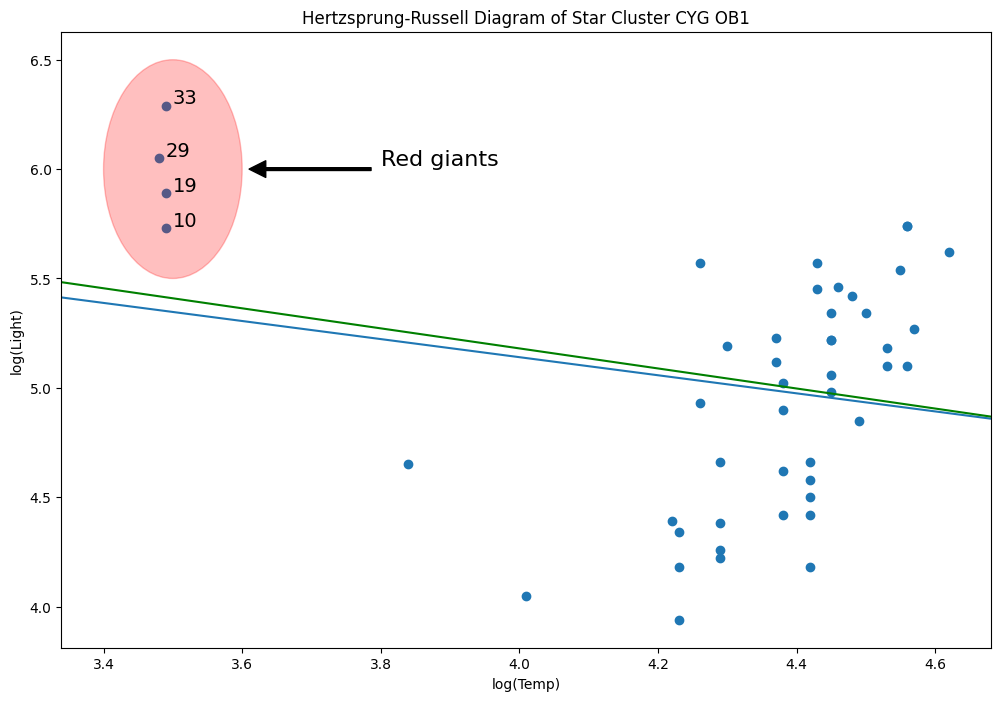 Hertzsprung-Russell Diagram of Star Cluster CYG OB1
6.5
6.0
5.5
5.0
4.5
4.0
log(Light)
33
29
19
10
Red giants
3.4 3.6 3.8 4.0 4.2 4.4 4.6
log(Temp)